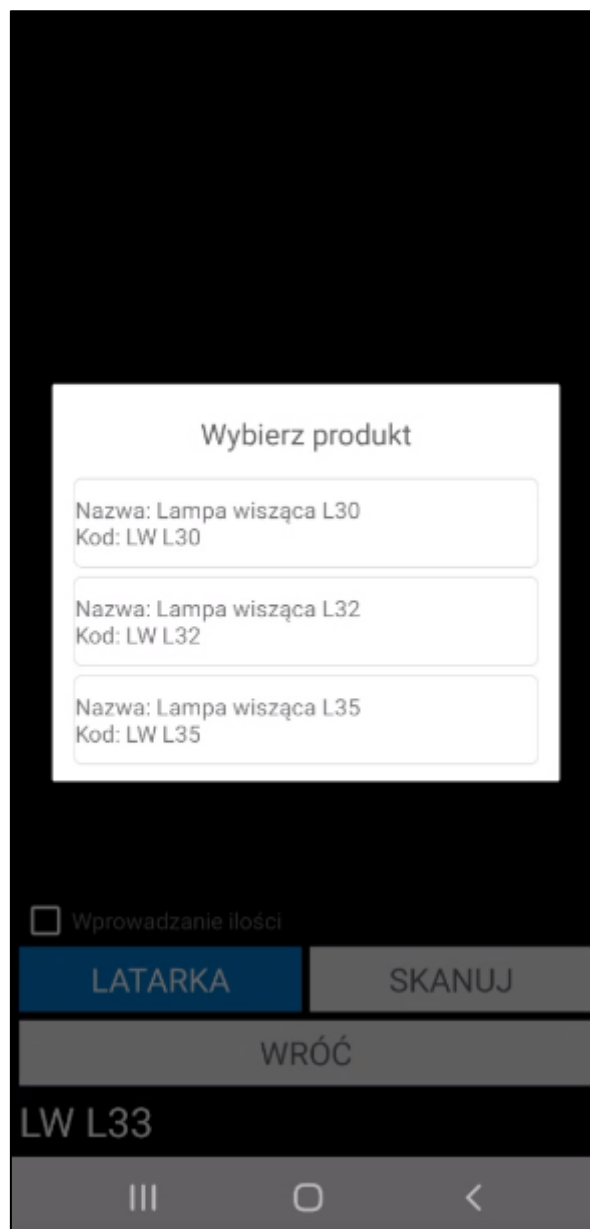 Wybierz produkt
Nazwa: Lampa wisząca L30
Kod: LW L30
Nazwa: Lampa wisząca L32
Kod: LW L32
Nazwa: Lampa wisząca L35
Kod: LW L35
Wprowadzanie ilości
LATARKA SKANUJ
WRÓĆ
LW L33